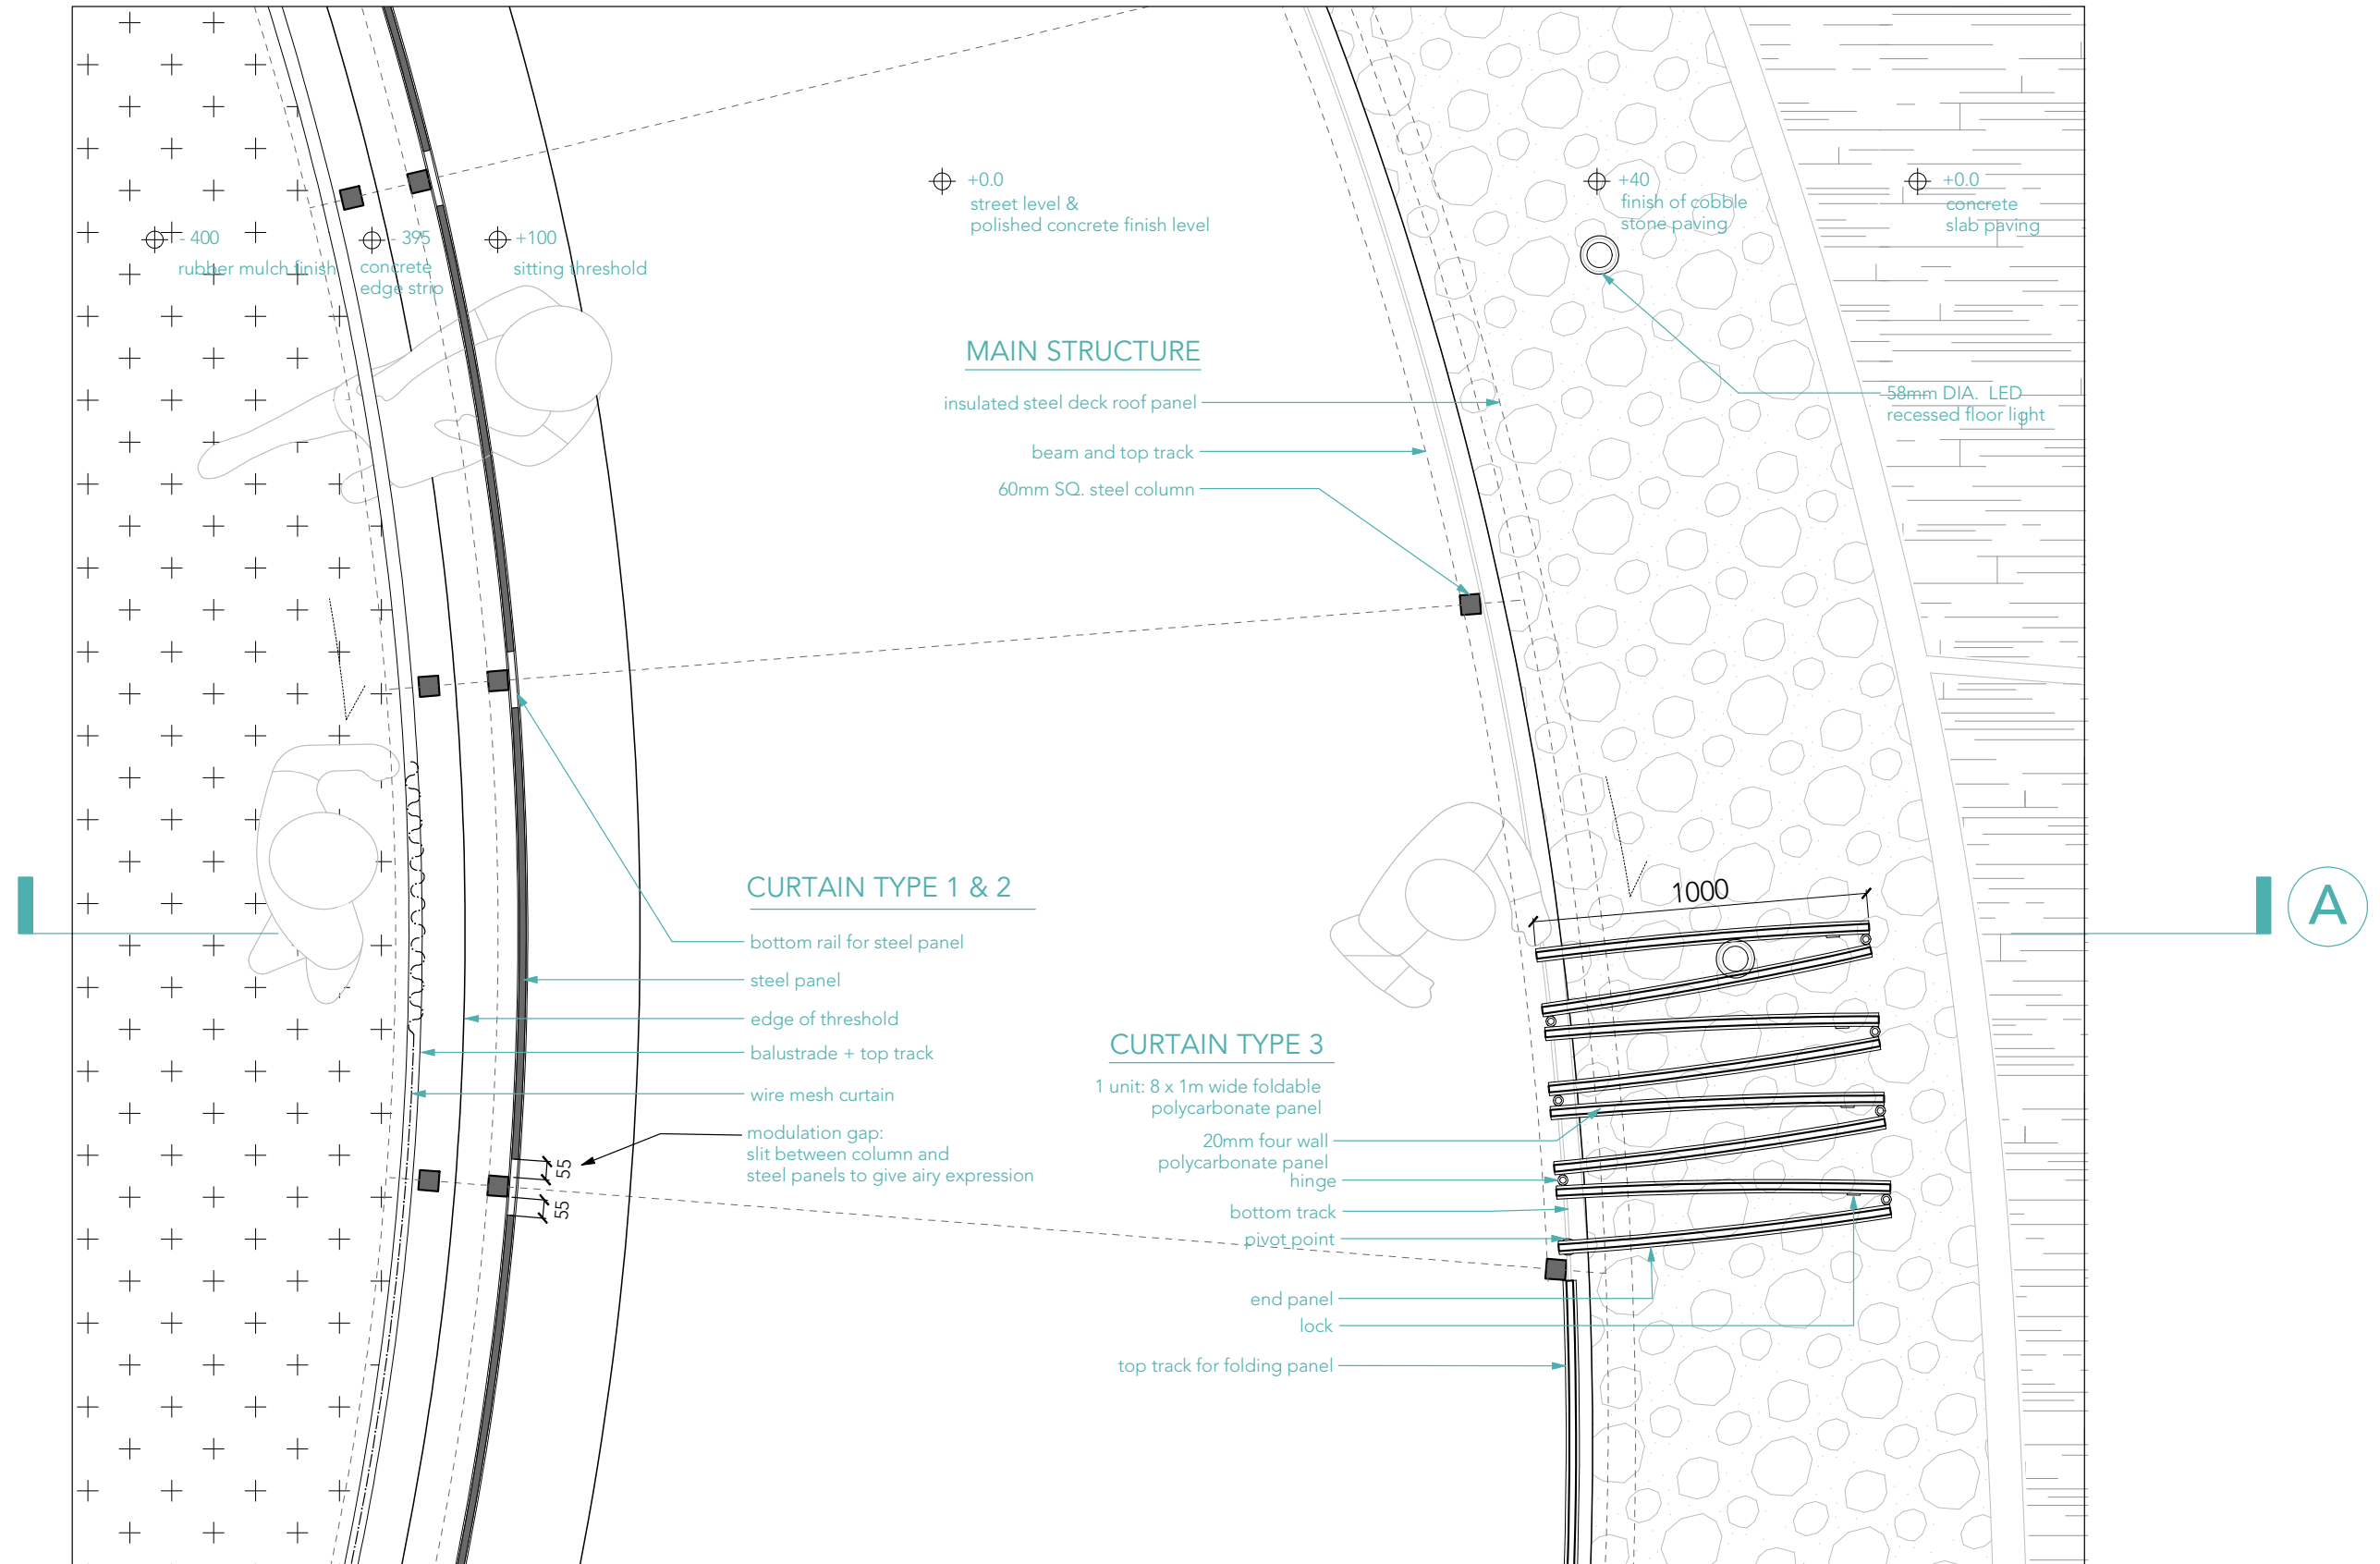 +0.0
street level &
polished concrete finish level
+40
finish of cobble
stone paving
+0.0
concrete
slab paving
- 400
rubber mulch finish
- 395
concrete
edge strip
+100
sitting threshold
MAIN STRUCTURE
insulated steel deck roof panel
beam and top track
60mm SQ. steel column
58mm DIA. LED
recessed floor light
CURTAIN TYPE 1 & 2
bottom rail for steel panel
steel panel
edge of threshold
balustrade + top track
wire mesh curtain
modulation gap:
slit between column and
steel panels to give airy expression
55
55
1000
A
CURTAIN TYPE 3
1 unit: 8 x 1m wide foldable
polycarbonate panel
20mm four wall
polycarbonate panel
hinge
bottom track
pivot point
end panel
lock
top track for folding panel